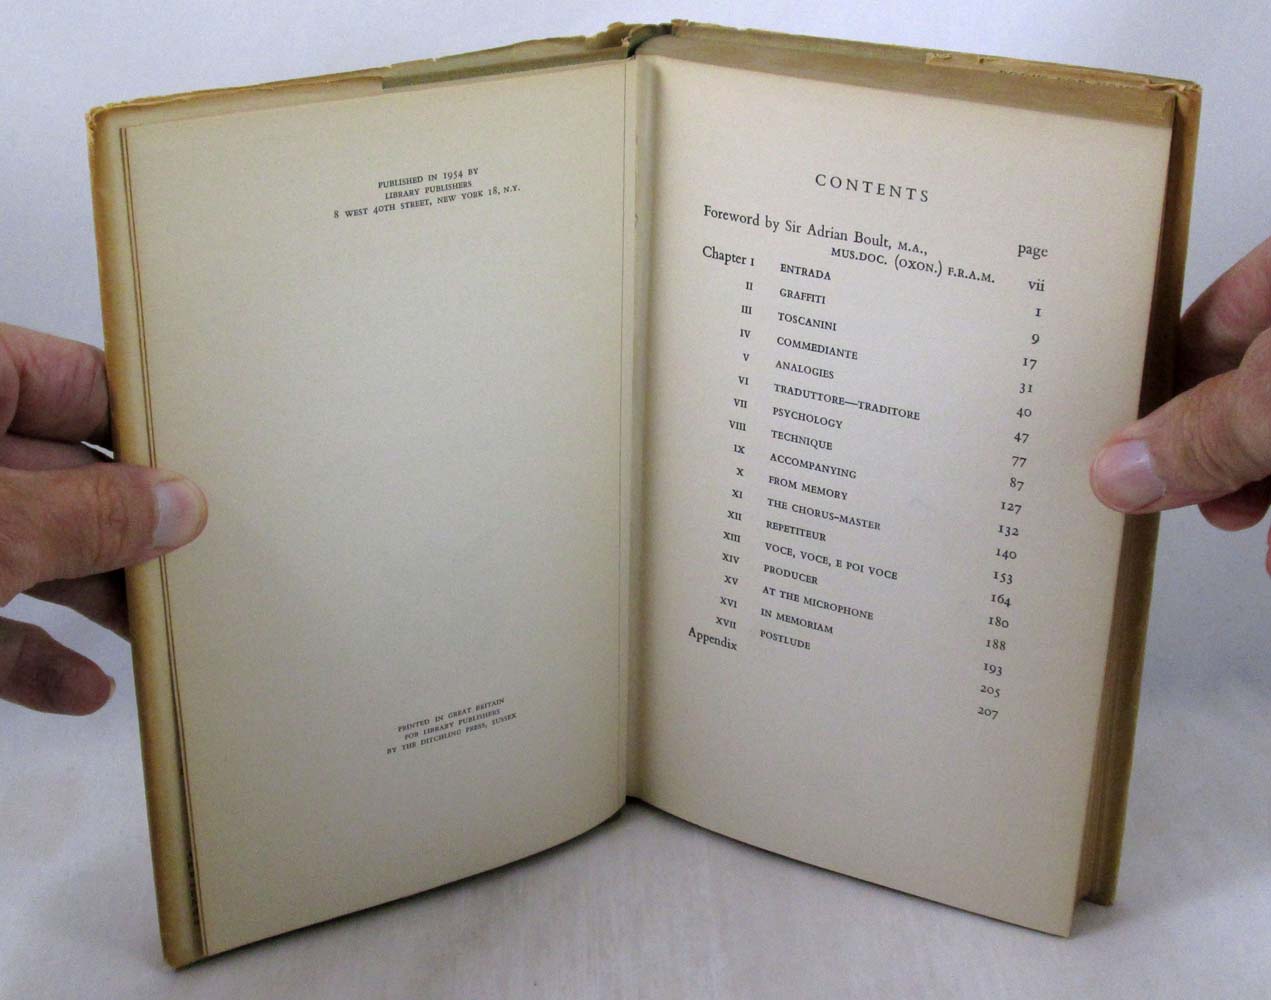 PUBLISHED IN 1954 BY
LIBRARY PUBLISHERS
8 WEST 40TH STREET, NEW YORK 18, N.Y.
PRINTED IN GREAT BRITAIN
FOR LIBRARY PUBLISHERS
BY THE DITCHLING PRESS, SUSSEX
CONTENTS
page
Foreword by Sir Adrian Boult, M.A.,
MUS.DOC. (OXON.) F.R.A.M. vii
Chapter I ENTRADA 1
II GRAFFITI 9
III TOSCANINI 17
IV COMMEDIANTE 31
V ANALOGIES 40
VI TRADUTTORE—TRADITORE 47
VII PSYCHOLOGY 77
VIII TECHNIQUE 87
IX ACCOMPANYING 127
X FROM MEMORY 132
XI THE CHORUS-MASTER 140
XII REPETITEUR 153
XIII VOCE, VOCE, E POI VOCE 164
XIV PRODUCER 180
XV AT THE MICROPHONE 188
XVI IN MEMORIAM 193
XVII POSTLUDE 205
Appendix 207